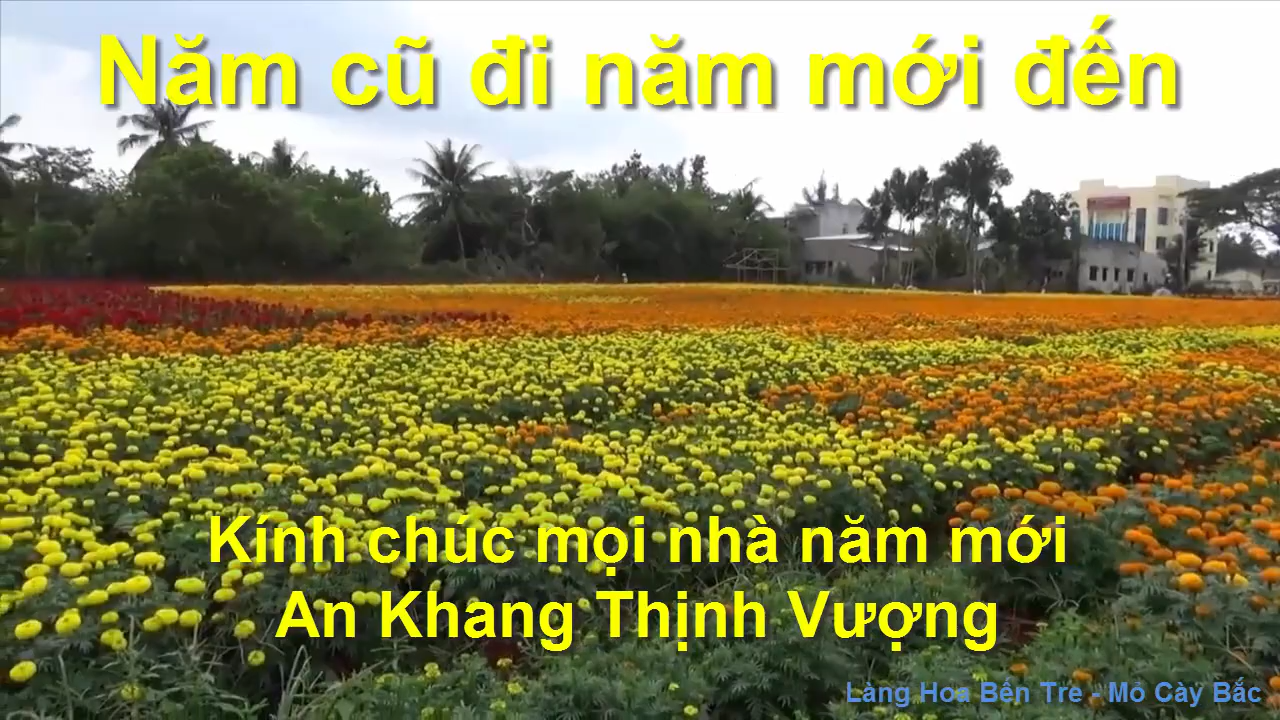 Năm cũ đi năm mới đến
Kính chúc mọi nhà năm mới
An Khang Thịnh Vượng
Làng Hoa Bến Tre - Mỏ Cày Bắc